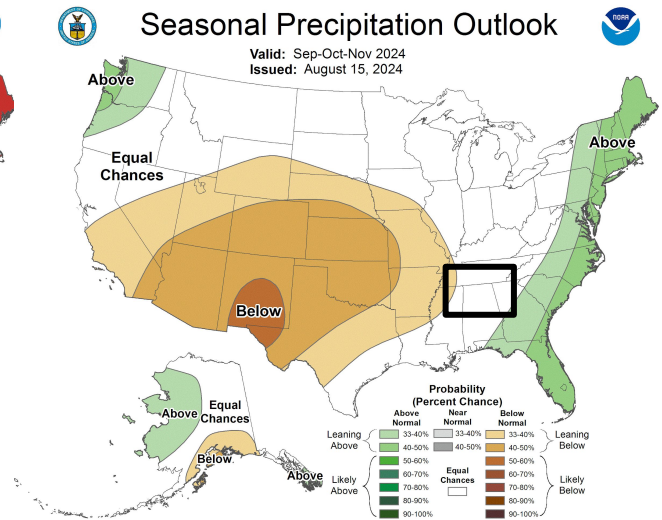 Seasonal Precipitation Outlook
Valid: Sep-Oct-Nov 2024
Issued: August 15, 2024
NOAA
Above
Equal
Chances
Above
Below
Above
Equal
Chances
Below
Above
Probability
(Percent Chance)
Above
Normal
Near
Normal
Below
Normal
Leaning
Above
33-40%
33-40%
33-40%
Leaning
Below
40-50%
40-50%
40-50%
Likely
Above
50-60%
60-70%
70-80%
80-90%
90-100%
Equal
Chances
50-60%
60-70%
70-80%
80-90%
90-100%
Likely
Below